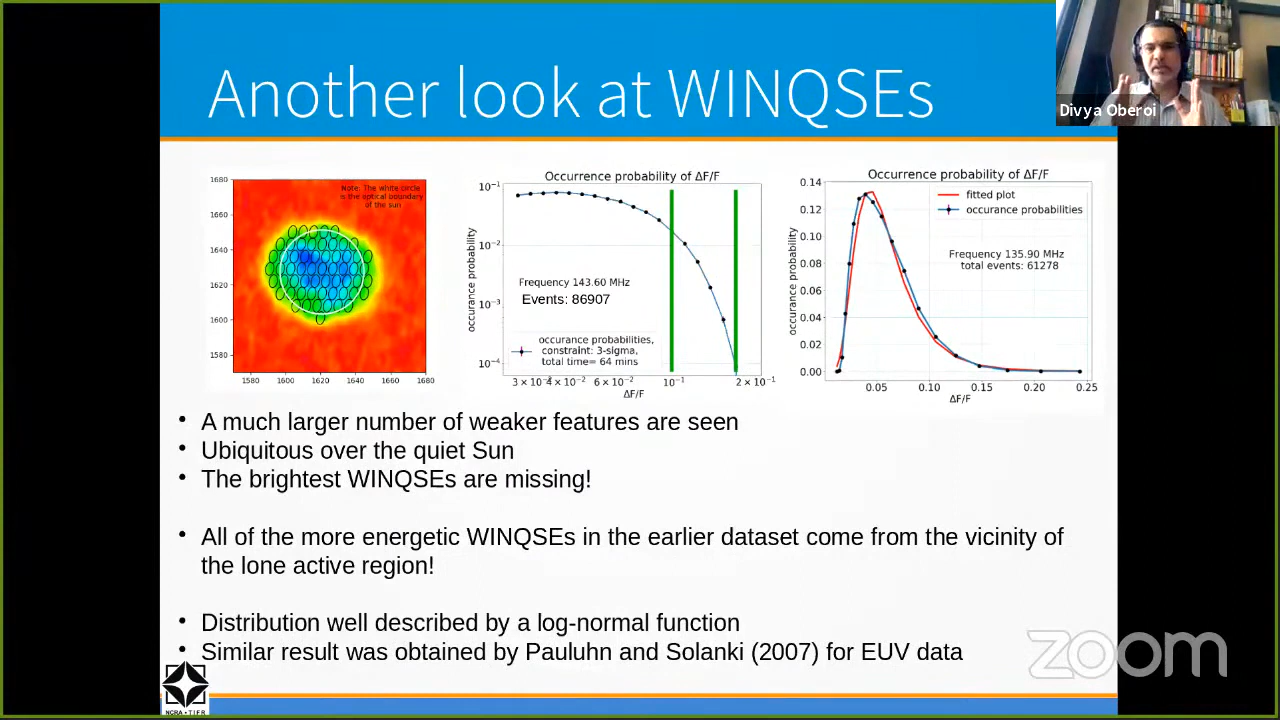 Another look at WINQSEs
Divya Oberoi
1680
1660
1640
1620
1600
1580
1580 1600 1620 1640 1660 1680
Note: The white circle
is the optical boundary
of the sun
Occurrence probability of ΔF/F
occurance probability
10⁻¹
10⁻²
10⁻³
10⁻⁴
Frequency 143.60 MHz
Events: 86907
occurance probabilities,
constraint: 3-sigma,
total time= 64 mins
3 × 10⁻² 4 × 10⁻² 6 × 10⁻² 10⁻¹ 2 × 10⁻¹
ΔF/F
Occurrence probability of ΔF/F
occurance probability
0.14
0.12
0.10
0.08
0.06
0.04
0.02
0.00
fitted plot
occurance probabilities
Frequency 135.90 MHz
total events: 61278
0.05 0.10 0.15 0.20 0.25
ΔF/F
• A much larger number of weaker features are seen
• Ubiquitous over the quiet Sun
• The brightest WINQSEs are missing!
• All of the more energetic WINQSEs in the earlier dataset come from the vicinity of
the lone active region!
• Distribution well described by a log-normal function
• Similar result was obtained by Pauluhn and Solanki (2007) for EUV data
NCRA • TIFR
zoom